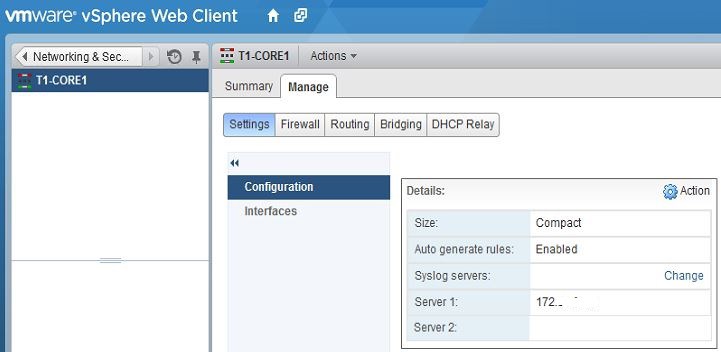 vmware® vSphere Web Client
Networking & Sec...
T1-CORE1
Actions
T1-CORE1
Summary
Manage
Settings
Firewall
Routing
Bridging
DHCP Relay
Configuration
Interfaces
Details:
Action
Size:
Compact
Auto generate rules:
Enabled
Syslog servers:
Change
Server 1:
172.
Server 2: